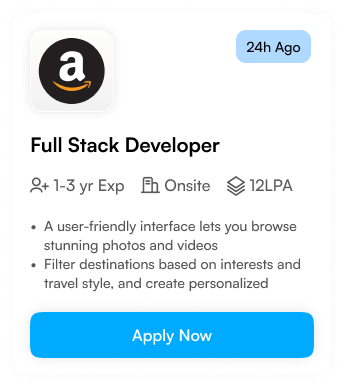 a
24h Ago
Full Stack Developer
1-3 yr Exp Onsite 12LPA
• A user-friendly interface lets you browse
stunning photos and videos
• Filter destinations based on interests and
travel style, and create personalized
Apply Now